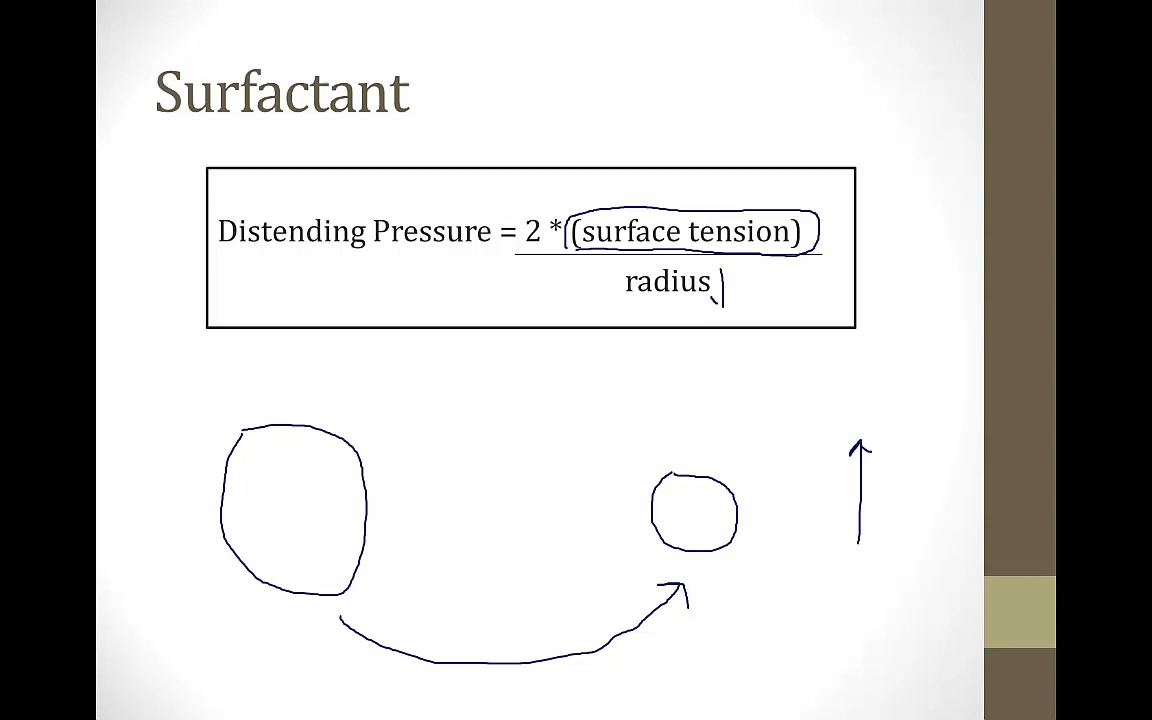 Surfactant
Distending Pressure = 2 * (surface tension)
radius